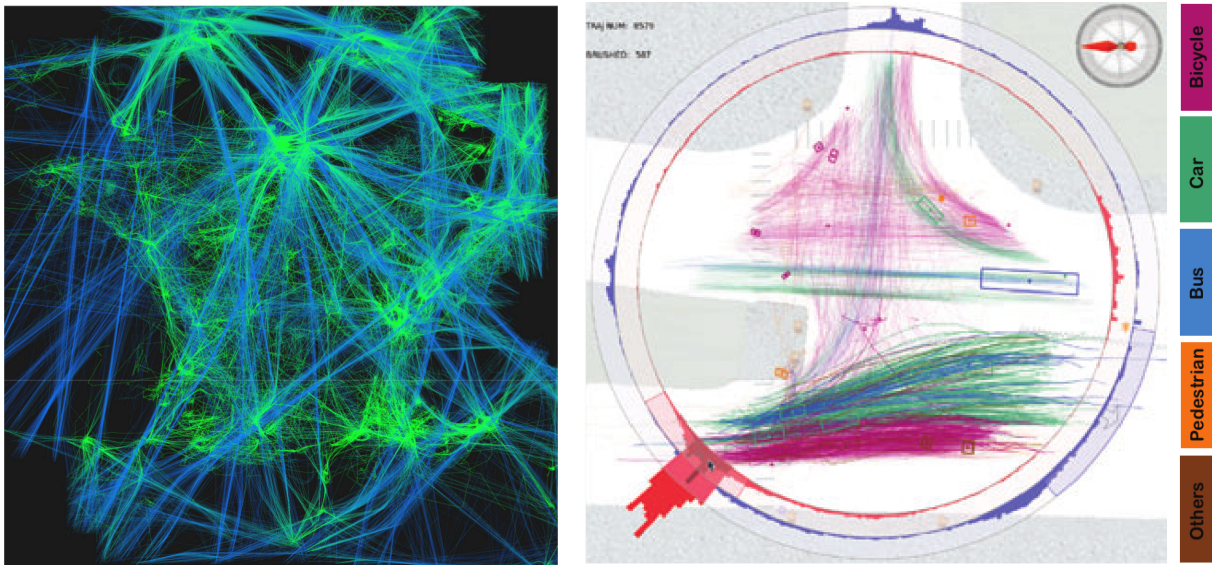 TRAJ NUM: 8579
BRUSHED: 587
Bicycle
Car
Bus
Pedestrian
Others